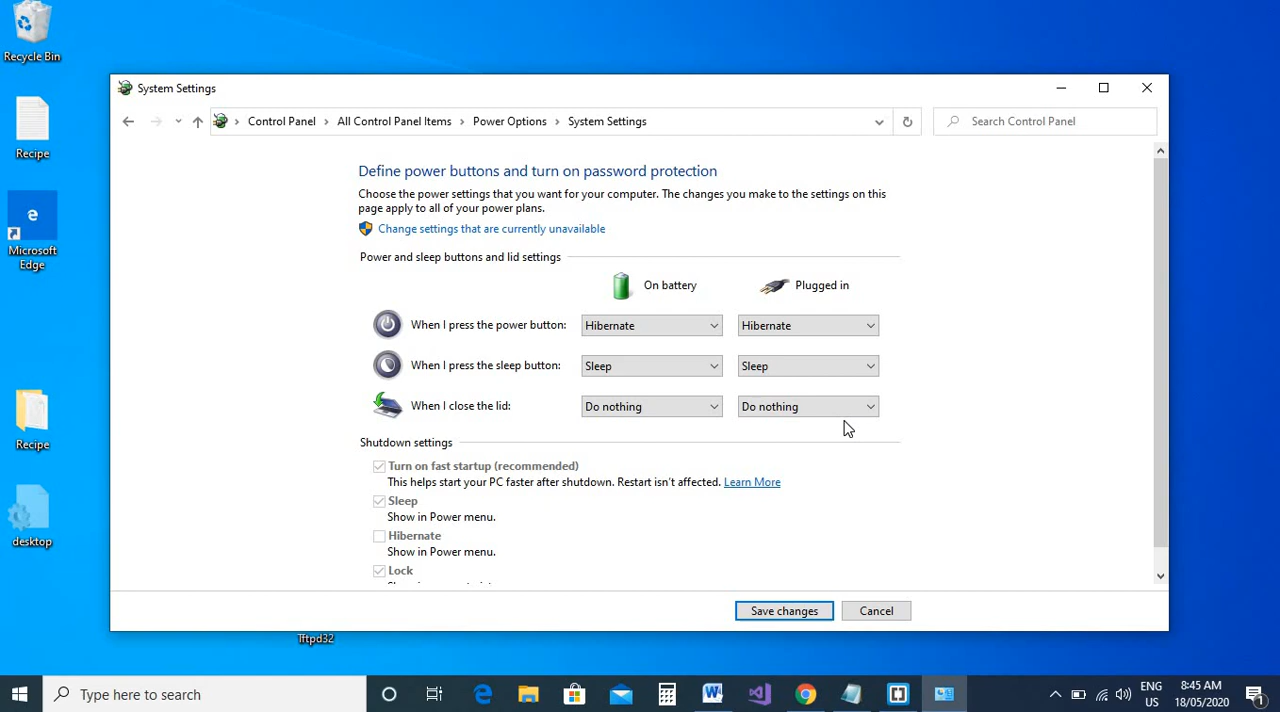 Recycle Bin
Recipe
e
Microsoft
Edge
Recipe
desktop
System Settings
Control Panel › All Control Panel Items › Power Options › System Settings
Search Control Panel
Define power buttons and turn on password protection
Choose the power settings that you want for your computer. The changes you make to the settings on this
page apply to all of your power plans.
Change settings that are currently unavailable
Power and sleep buttons and lid settings
On battery Plugged in
When I press the power button: Hibernate Hibernate
When I press the sleep button: Sleep Sleep
When I close the lid: Do nothing Do nothing
Shutdown settings
Turn on fast startup (recommended)
This helps start your PC faster after shutdown. Restart isn't affected. Learn More
Sleep
Show in Power menu.
Hibernate
Show in Power menu.
Lock
Save changes Cancel
Tftpd32
Type here to search
ENG
US
8:45 AM
18/05/2020
1